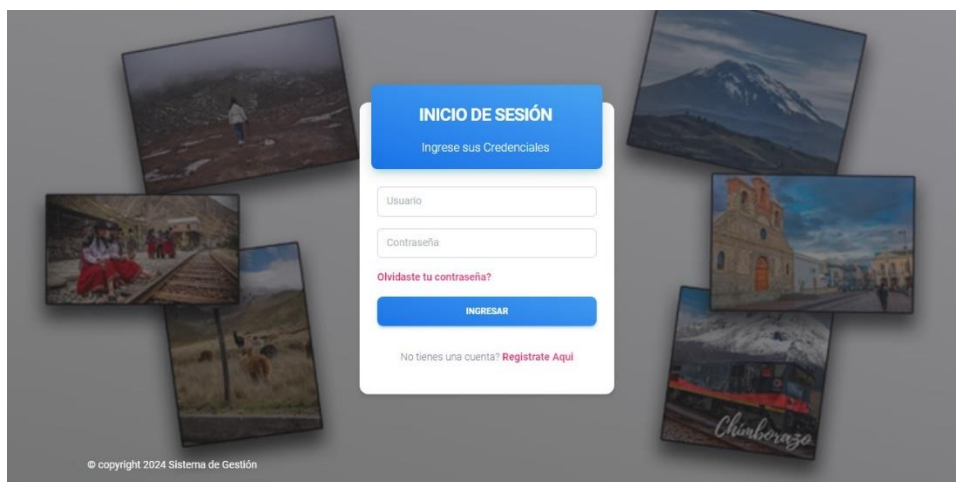 INICIO DE SESIÓN
Ingrese sus Credenciales
Usuario
Contraseña
Olvidaste tu contraseña?
INGRESAR
No tienes una cuenta? Registrate Aqui
Chimborazo
© copyright 2024 Sistema de Gestión